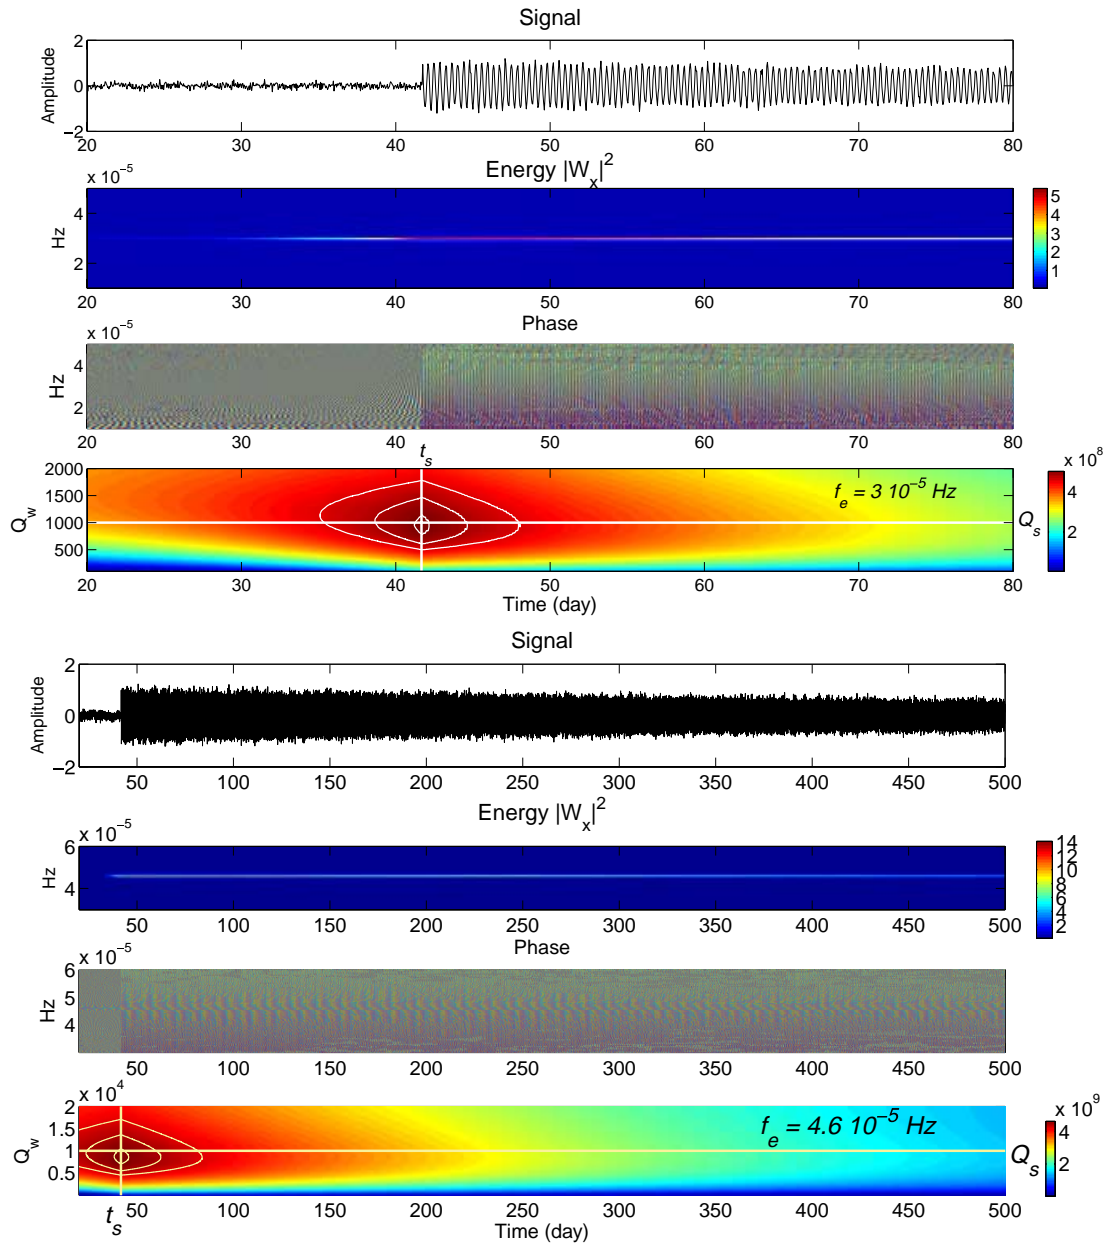 Signal
Amplitude
2
0
−2
20 30 40 50 60 70 80
Energy |W_x|^2
x 10^−5
Hz
4
2
5
4
3
2
1
20 30 40 50 60 70 80
Phase
x 10^−5
Hz
4
2
20 30 40 50 60 70 80
t_s
Q_w
2000
1500
1000
500
f_e = 3 10^−5 Hz
Q_s
x 10^8
4
2
20 30 40 50 60 70 80
Time (day)
Signal
Amplitude
2
0
−2
50 100 150 200 250 300 350 400 450 500
Energy |W_x|^2
x 10^−5
Hz
6
4
14
12
10
8
6
4
2
50 100 150 200 250 300 350 400 450 500
Phase
x 10^−5
Hz
6
5
4
50 100 150 200 250 300 350 400 450 500
x 10^4
Q_w
2
1.5
1
0.5
f_e = 4.6 10^−5 Hz
Q_s
x 10^9
4
2
t_s 50 100 150 200 250 300 350 400 450 500
Time (day)